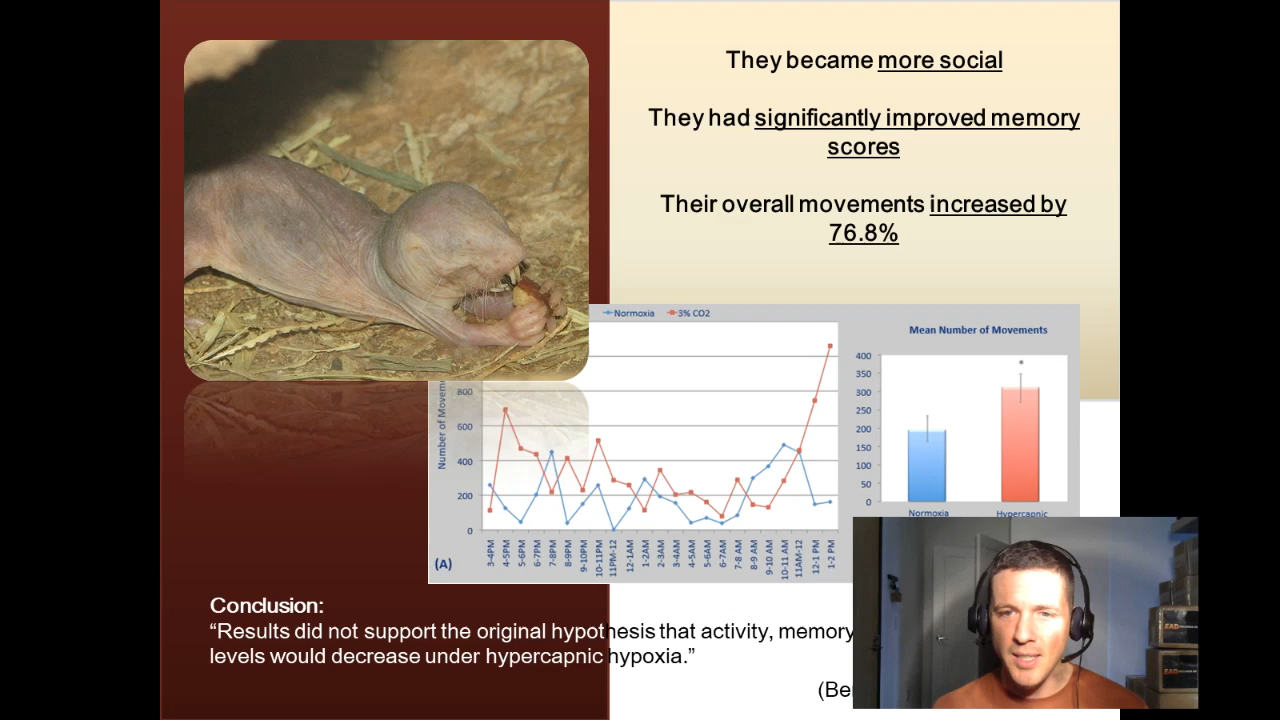 They became more social
They had significantly improved memory
scores
Their overall movements increased by
76.8%
Normoxia 3% CO2
Number of
800
600
400
200
0
3-4PM
4-5PM
5-6PM
6-7PM
7-8PM
8-9PM
9-10PM
10-11PM
11PM-12
12-1AM
1-2AM
2-3AM
3-4AM
4-5AM
5-6AM
6-7AM
7-8 AM
8-9 AM
9-10 AM
10-11 AM
11AM-12
12-1 PM
1-2 PM
(A)
Mean Number of Movements
400
350
300
250
200
150
100
50
0
*
Normoxia Hypercapnic
Conclusion:
“Results did not support the original hypothesis that activity, memory
levels would decrease under hypercapnic hypoxia.”
EAD
EAD